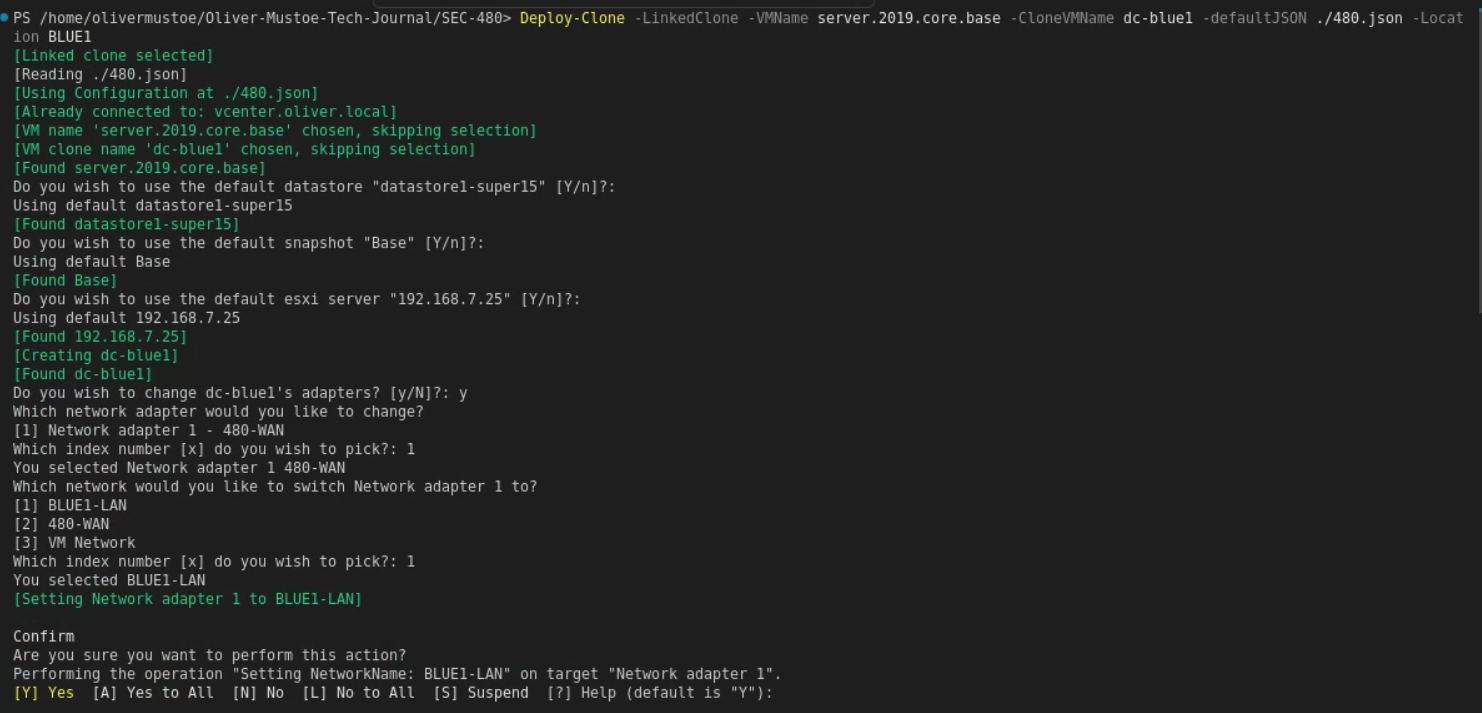 PS /home/olivermustoe/Oliver-Mustoe-Tech-Journal/SEC-480> Deploy-Clone -LinkedClone -VMName server.2019.core.base -CloneVMName dc-blue1 -defaultJSON ./480.json -Locat
ion BLUE1
[Linked clone selected]
[Reading ./480.json]
[Using Configuration at ./480.json]
[Already connected to: vcenter.oliver.local]
[VM name 'server.2019.core.base' chosen, skipping selection]
[VM clone name 'dc-blue1' chosen, skipping selection]
[Found server.2019.core.base]
Do you wish to use the default datastore "datastore1-super15" [Y/n]?:
Using default datastore1-super15
[Found datastore1-super15]
Do you wish to use the default snapshot "Base" [Y/n]?:
Using default Base
[Found Base]
Do you wish to use the default esxi server "192.168.7.25" [Y/n]?:
Using default 192.168.7.25
[Found 192.168.7.25]
[Creating dc-blue1]
[Found dc-blue1]
Do you wish to change dc-blue1's adapters? [y/N]?: y
Which network adapter would you like to change?
[1] Network adapter 1 - 480-WAN
Which index number [x] do you wish to pick?: 1
You selected Network adapter 1 480-WAN
Which network would you like to switch Network adapter 1 to?
[1] BLUE1-LAN
[2] 480-WAN
[3] VM Network
Which index number [x] do you wish to pick?: 1
You selected BLUE1-LAN
[Setting Network adapter 1 to BLUE1-LAN]
Confirm
Are you sure you want to perform this action?
Performing the operation "Setting NetworkName: BLUE1-LAN" on target "Network adapter 1".
[Y] Yes  [A] Yes to All  [N] No  [L] No to All  [S] Suspend  [?] Help (default is "Y"):